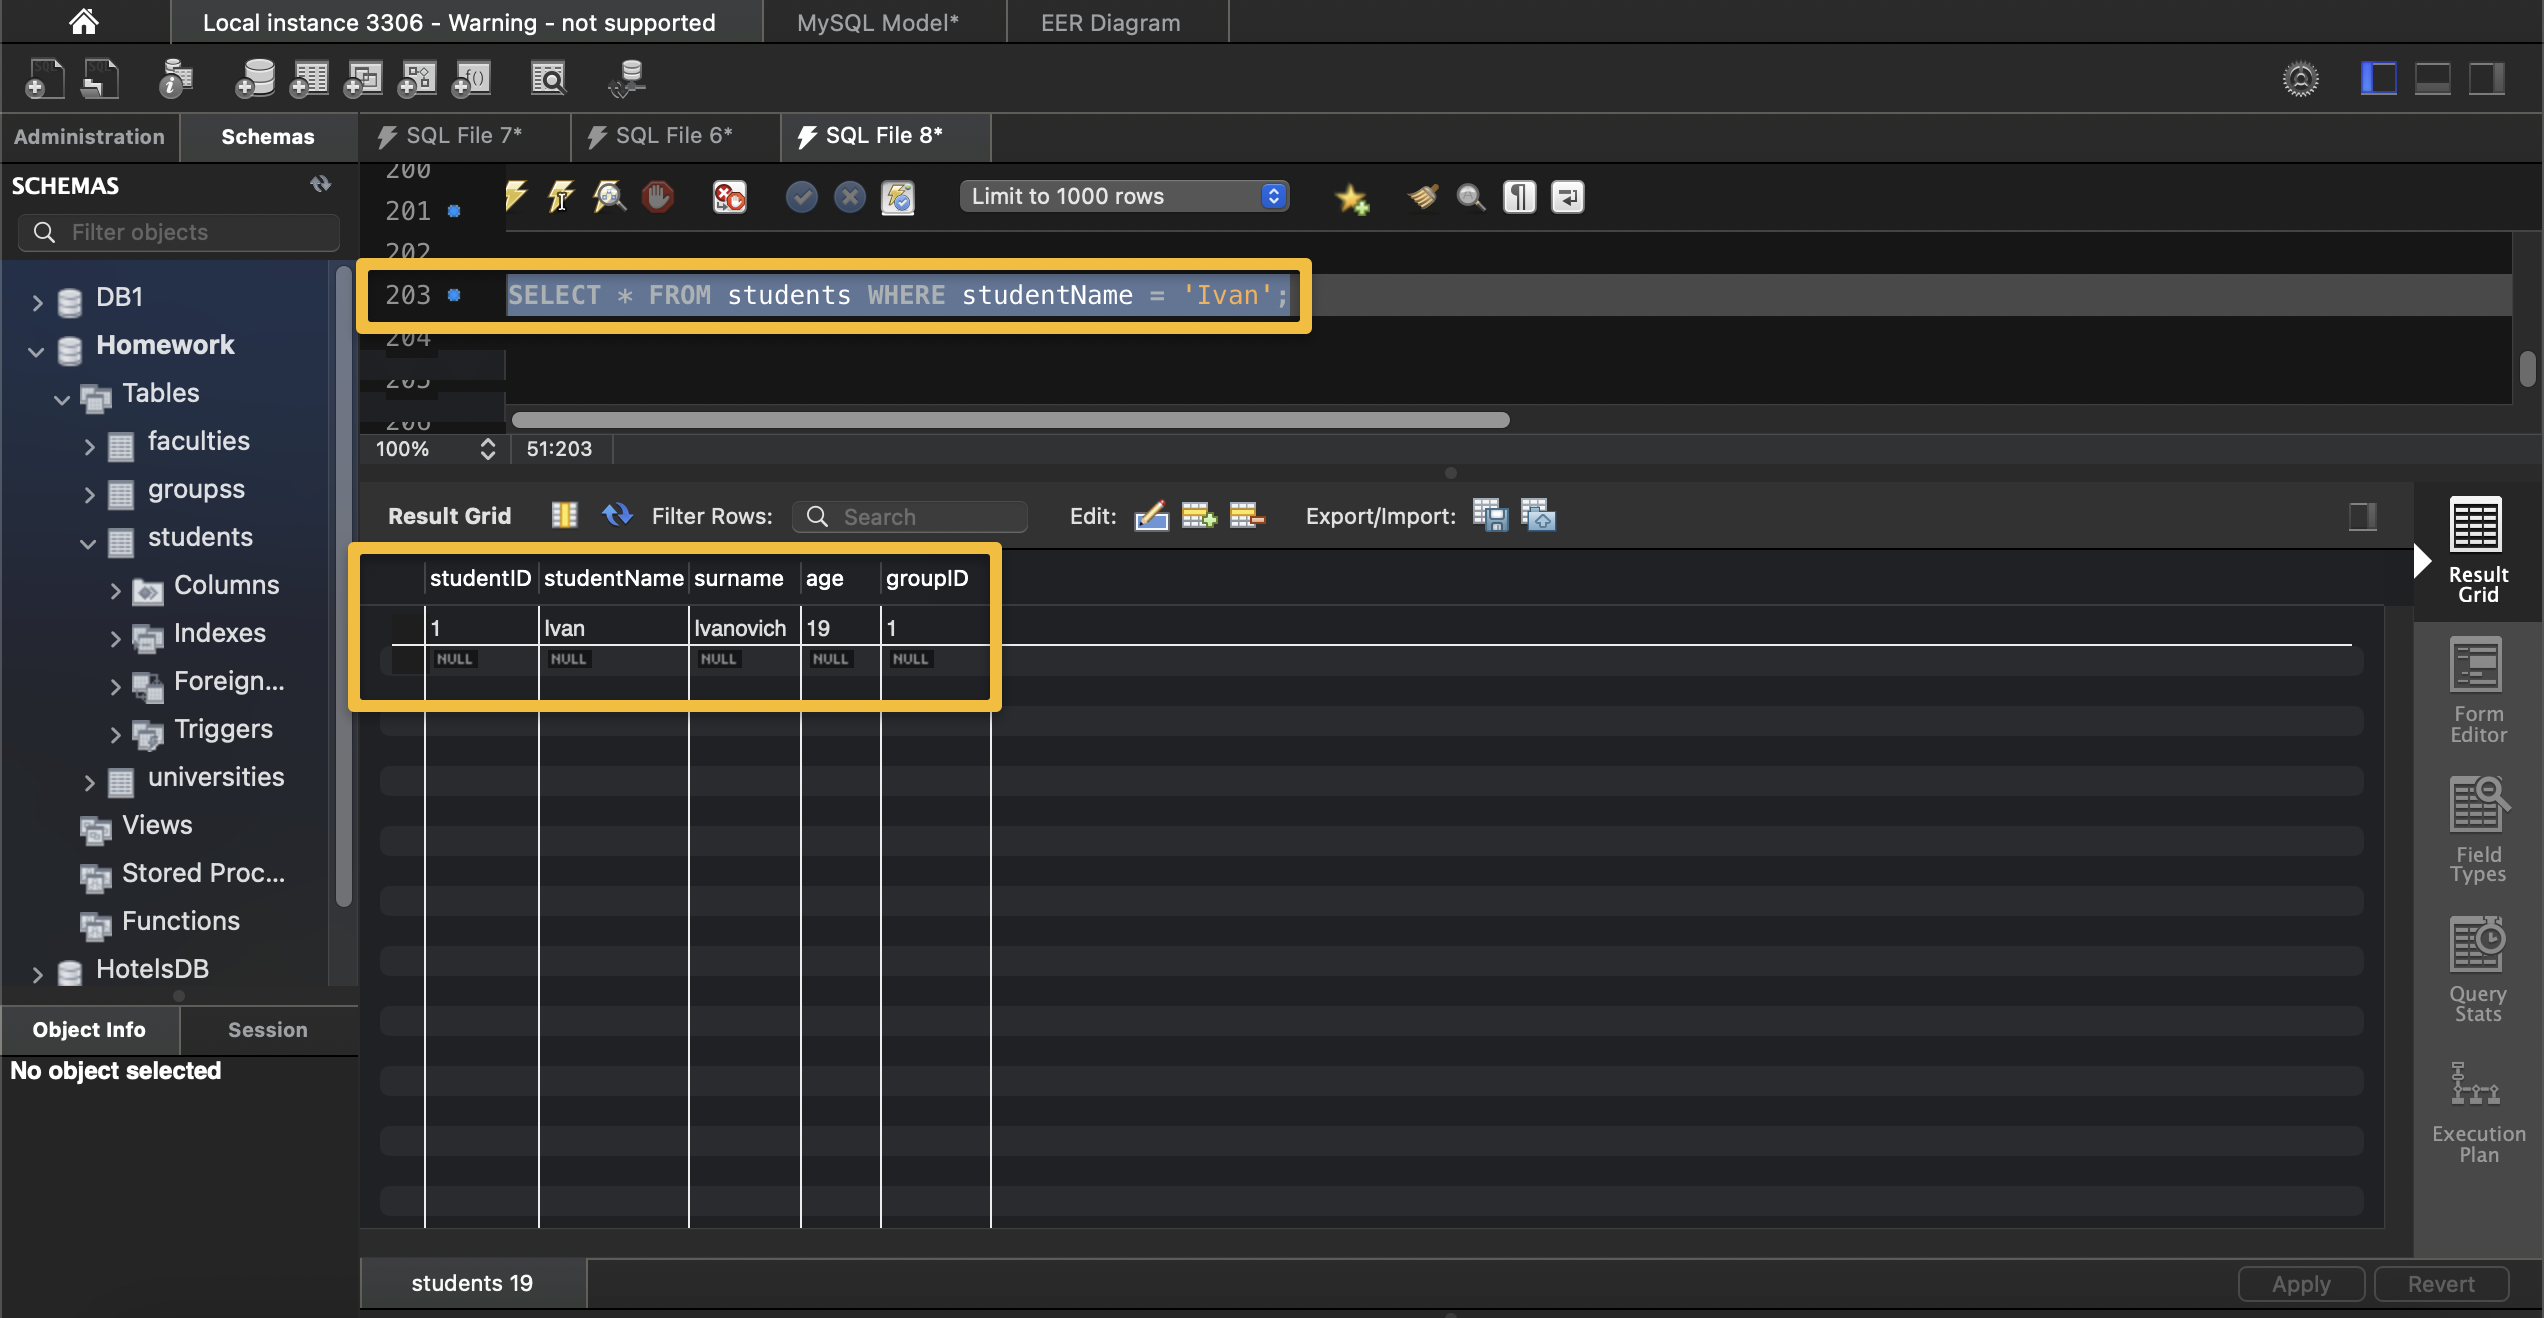 Local instance 3306 - Warning - not supported
MySQL Model*
EER Diagram
Administration
Schemas
SQL File 7*
SQL File 6*
SQL File 8*
SCHEMAS
Filter objects
200
201
Limit to 1000 rows
202
203 SELECT * FROM students WHERE studentName = 'Ivan';
204
205
206
100%
51:203
DB1
Homework
Tables
faculties
groupss
students
Columns
Indexes
Foreign...
Triggers
universities
Views
Stored Proc...
Functions
HotelsDB
Object Info
Session
No object selected
Result Grid
Filter Rows:
Search
Edit:
Export/Import:
studentID studentName surname age groupID
1 Ivan Ivanovich 19 1
NULL NULL NULL NULL NULL
Result
Grid
Form
Editor
Field
Types
Query
Stats
Execution
Plan
students 19
Apply
Revert